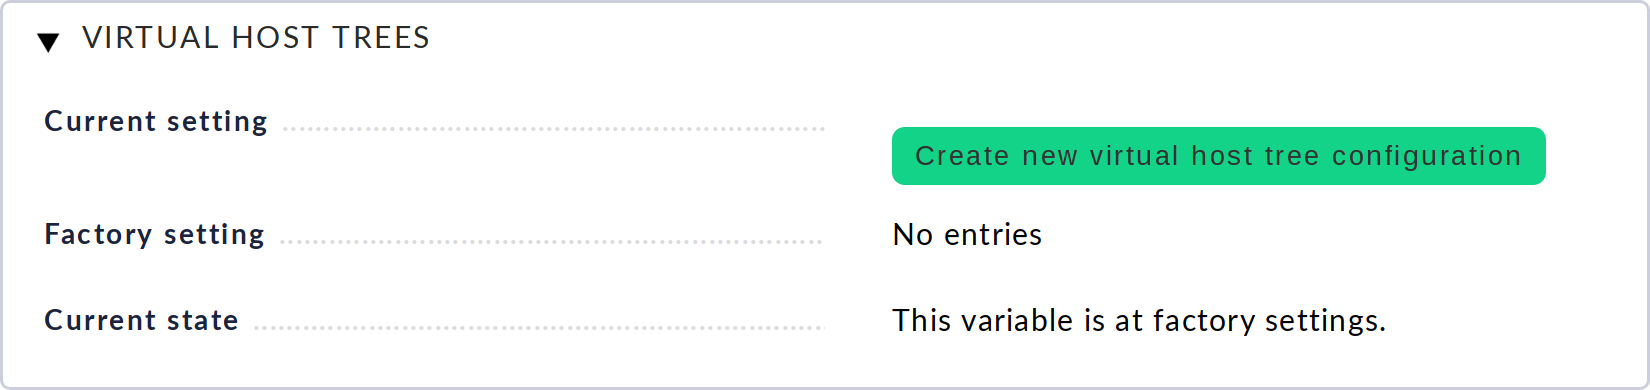 VIRTUAL HOST TREES
Current setting
Create new virtual host tree configuration
Factory setting No entries
Current state This variable is at factory settings.